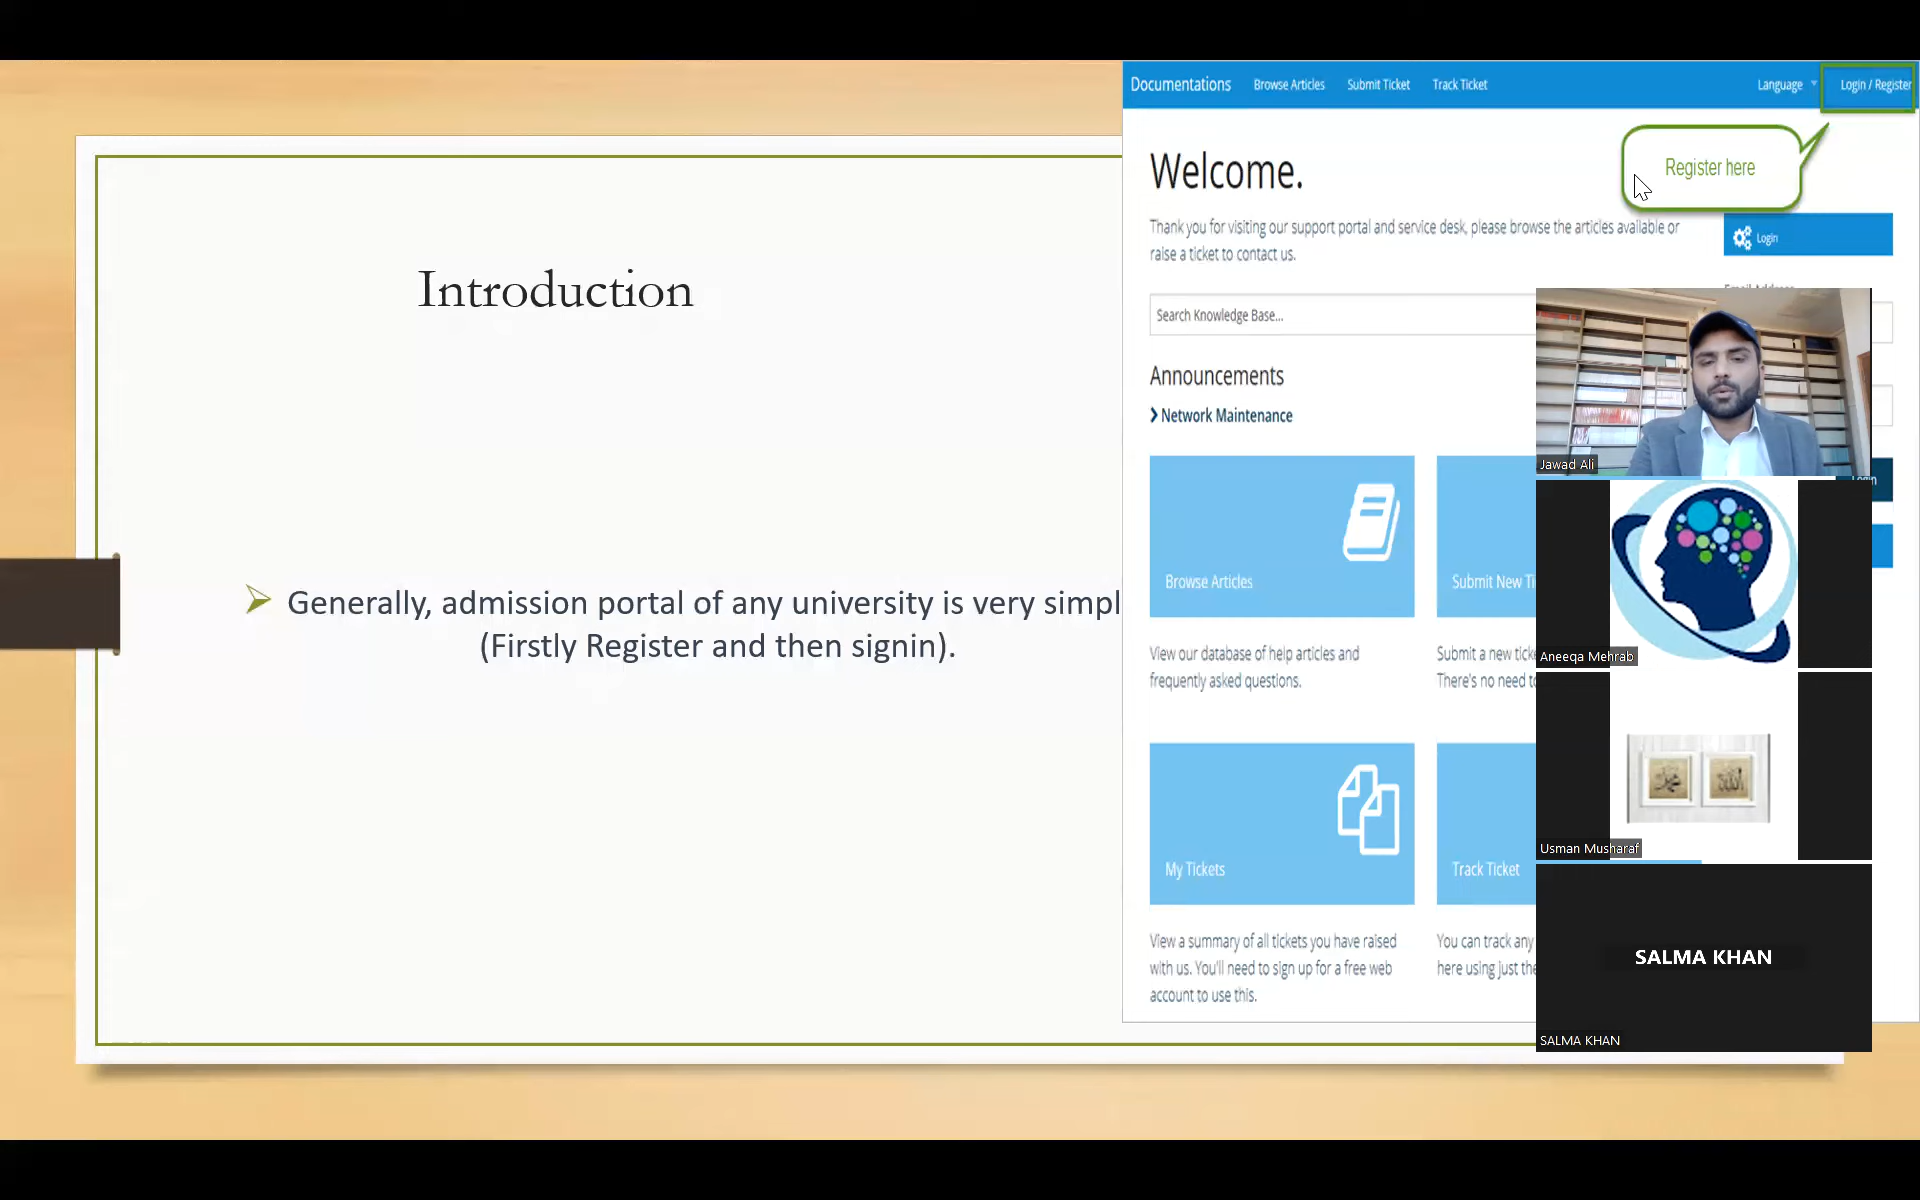 Documentations Browse Articles Submit Ticket Track Ticket Language Login / Register
Register here
Welcome.
Thank you for visiting our support portal and service desk, please browse the articles available or
raise a ticket to contact us.
Login
Search Knowledge Base...
Announcements
Network Maintenance
Introduction
Generally, admission portal of any university is very simpl
(Firstly Register and then signin).
Browse Articles
View our database of help articles and
frequently asked questions.
Submit New Ti
Submit a new ticke
There's no need to
My Tickets
View a summary of all tickets you have raised
with us. You'll need to sign up for a free web
account to use this.
Track Ticket
You can track any
here using just the
Jawad Ali
Aneeqa Mehrab
Usman Musharaf
SALMA KHAN
SALMA KHAN